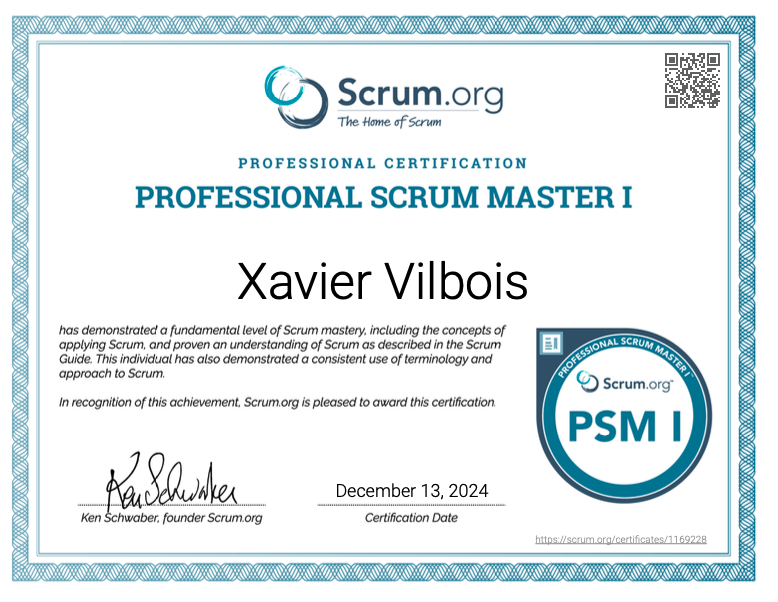 Scrum.org
The Home of Scrum
PROFESSIONAL CERTIFICATION
PROFESSIONAL SCRUM MASTER I
Xavier Vilbois
has demonstrated a fundamental level of Scrum mastery, including the concepts of
applying Scrum, and proven an understanding of Scrum as described in the Scrum
Guide. This individual has also demonstrated a consistent use of terminology and
approach to Scrum.
In recognition of this achievement, Scrum.org is pleased to award this certification.
PROFESSIONAL SCRUM MASTER I™
Scrum.org™
PSM I
Ken Schwaber
December 13, 2024
Ken Schwaber, founder Scrum.org
Certification Date
https://scrum.org/certificates/1169228